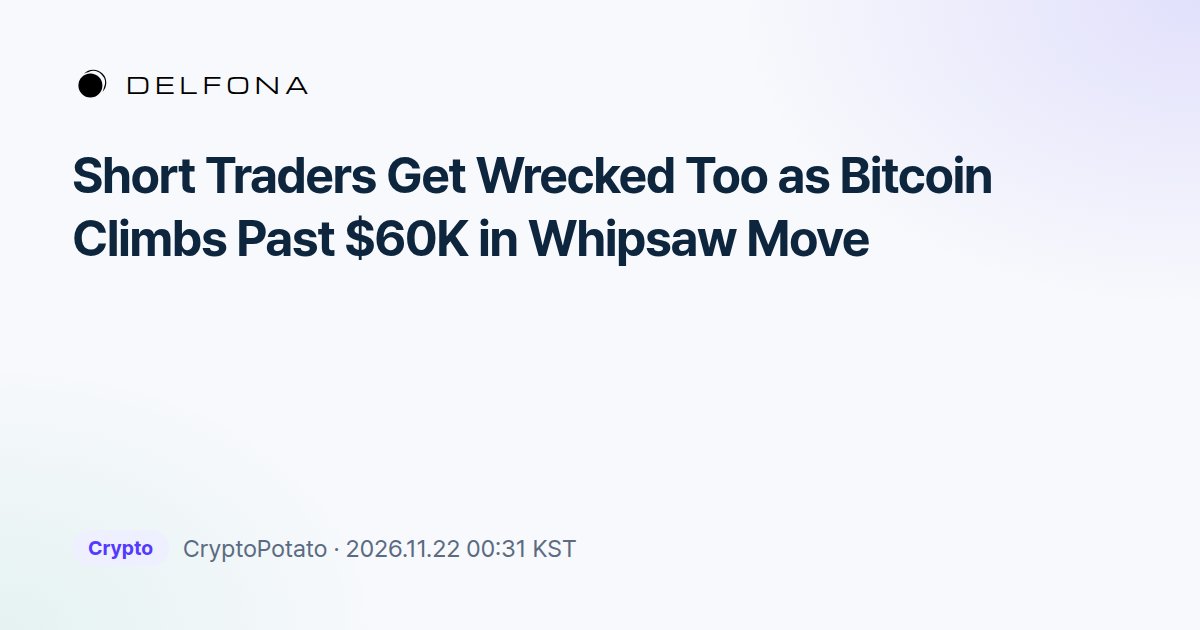 DELFONA
Short Traders Get Wrecked Too as Bitcoin
Climbs Past $60K in Whipsaw Move
Crypto CryptoPotato · 2026.11.22 00:31 KST